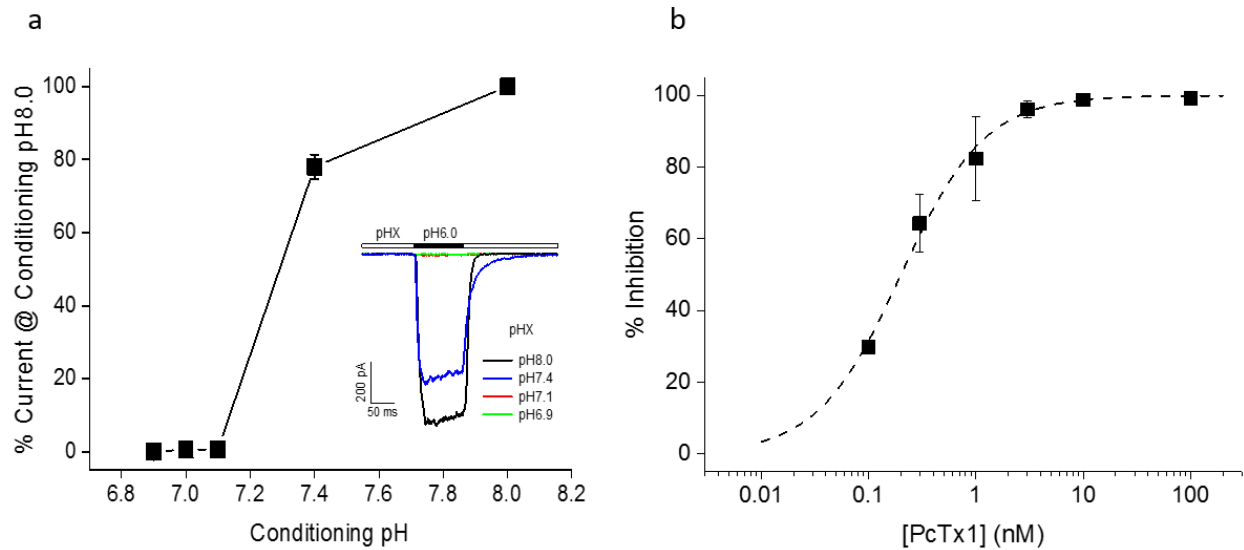 a
% Current @ Conditioning pH8.0
100
80
60
40
20
0
6.8 7.0 7.2 7.4 7.6 7.8 8.0 8.2
Conditioning pH
pHX pH6.0
200 pA
50 ms
pHX
pH8.0
pH7.4
pH7.1
pH6.9
b
% Inhibition
100
80
60
40
20
0
0.01 0.1 1 10 100
[PcTx1] (nM)